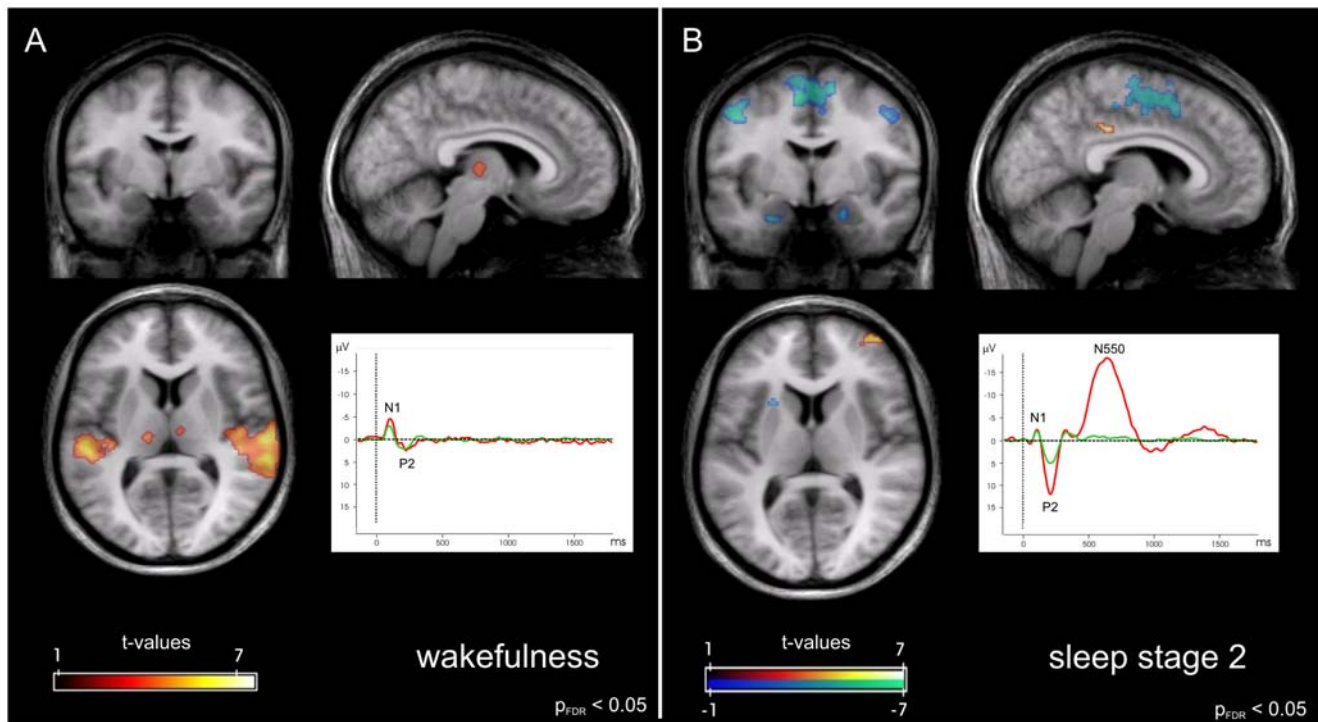 A
µV
-15
-10
-5
0
5
10
15
N1
P2
0
500
1000
1500
ms
t-values
1
7
wakefulness
pFDR < 0.05
B
µV
-15
-10
-5
0
5
10
15
N550
N1
P2
0
500
1000
1500
ms
t-values
1
7
-1
-7
sleep stage 2
pFDR < 0.05